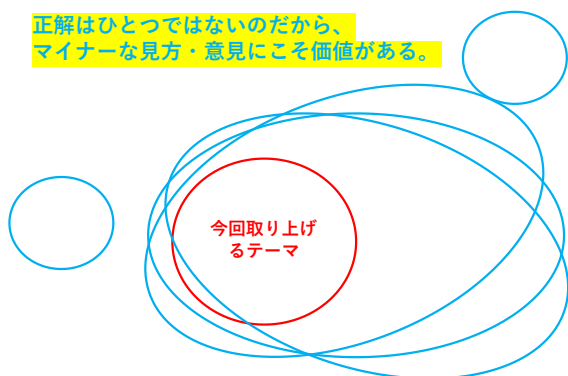 正解はひとつではないのだから、
マイナーな見方・意見にこそ価値がある。
今回取り上げ
るテーマ